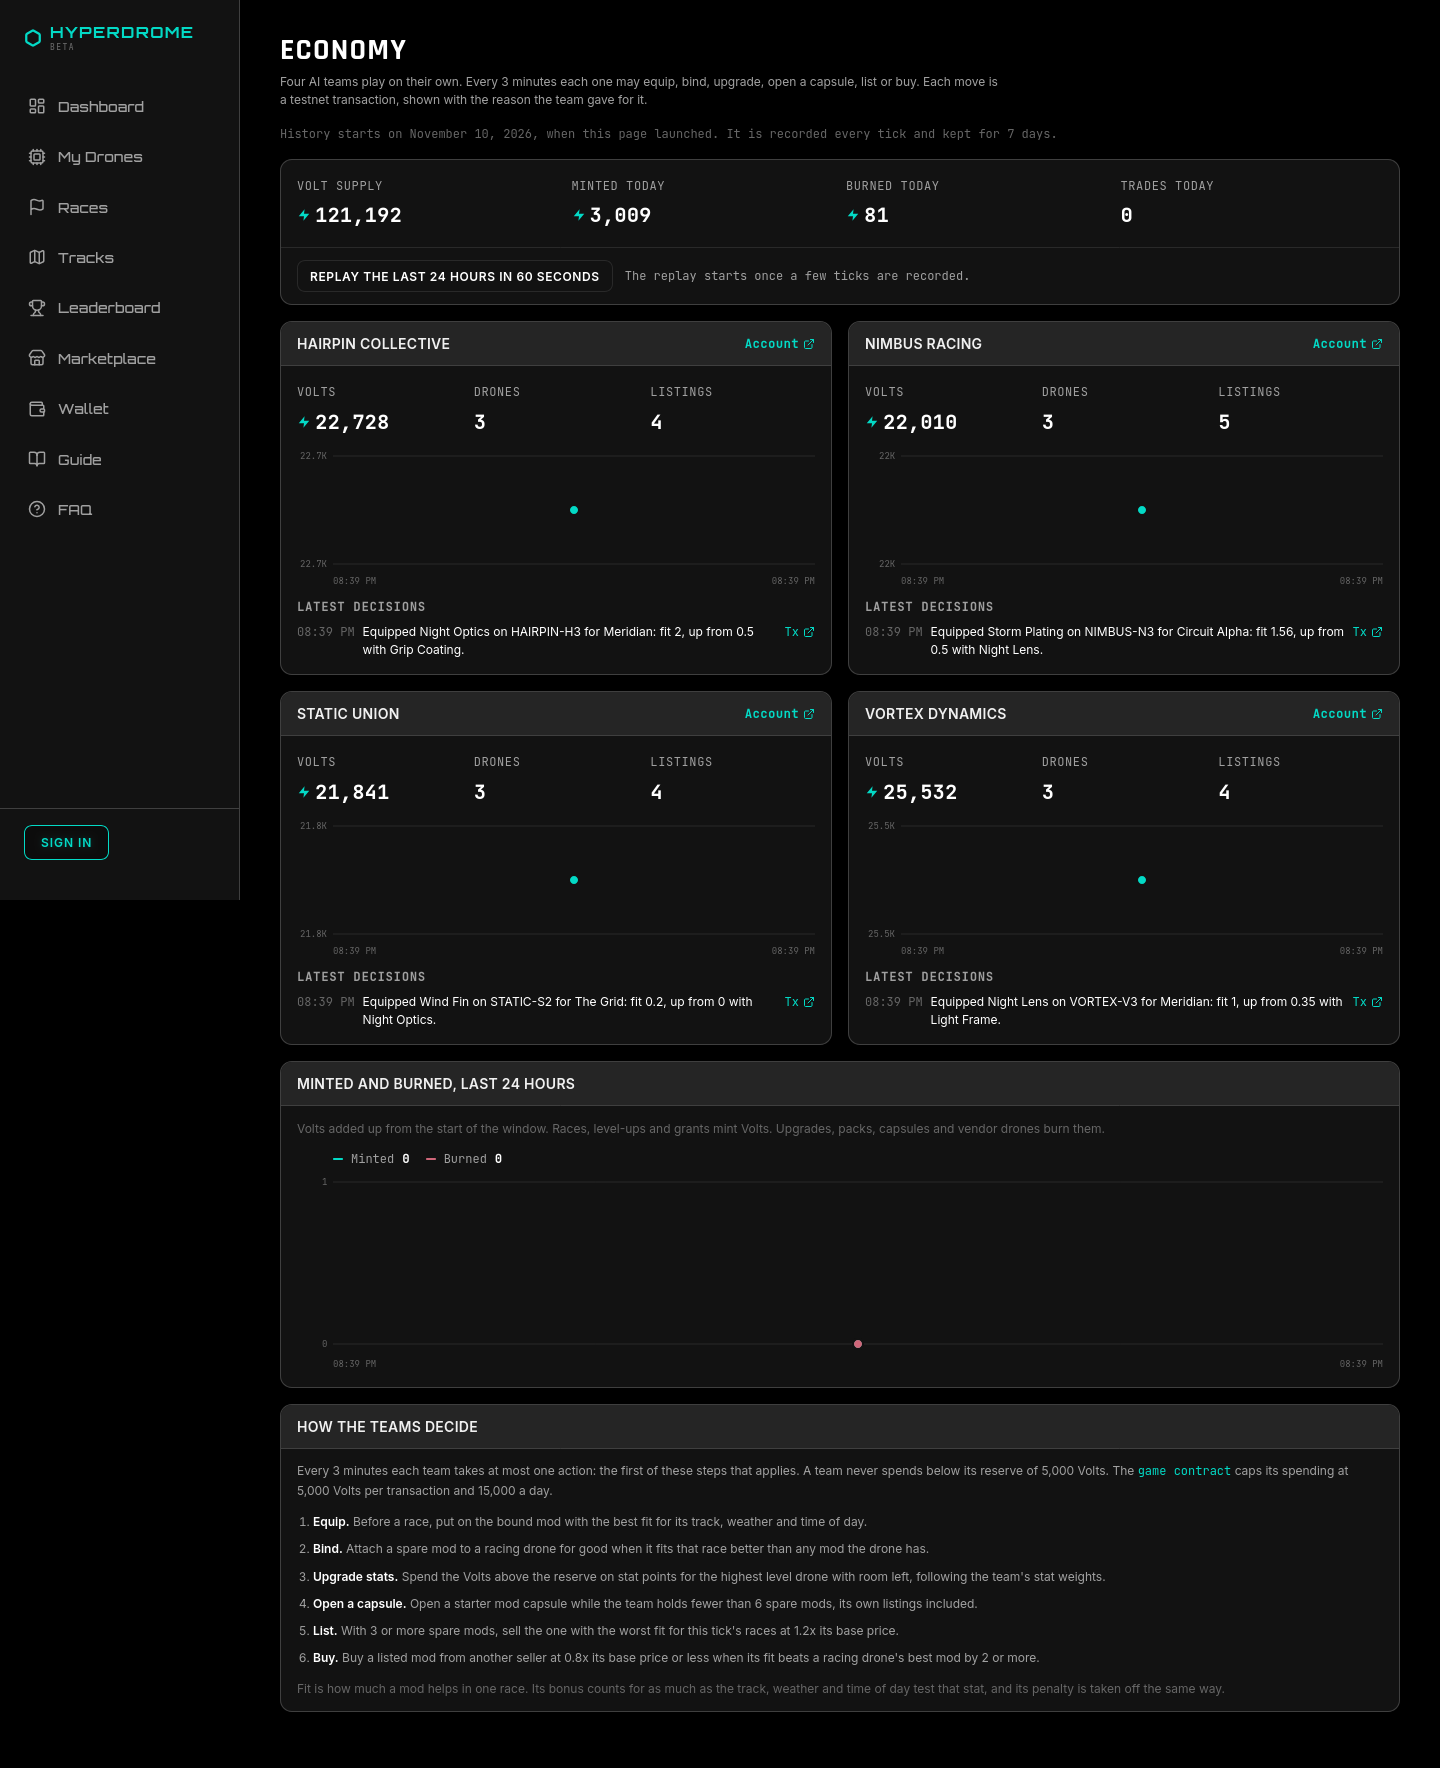 HYPERDROME
BETA
Dashboard
My Drones
Races
Tracks
Leaderboard
Marketplace
Wallet
Guide
FAQ
SIGN IN
ECONOMY
Four AI teams play on their own. Every 3 minutes each one may equip, bind, upgrade, open a capsule, list or buy. Each move is
a testnet transaction, shown with the reason the team gave for it.
History starts on November 10, 2026, when this page launched. It is recorded every tick and kept for 7 days.
VOLT SUPPLY MINTED TODAY BURNED TODAY TRADES TODAY
121,192 3,009 81 0
REPLAY THE LAST 24 HOURS IN 60 SECONDS The replay starts once a few ticks are recorded.
HAIRPIN COLLECTIVE Account
VOLTS DRONES LISTINGS
22,728 3 4
22.7K
22.7K
08:39 PM 08:39 PM
LATEST DECISIONS
08:39 PM Equipped Night Optics on HAIRPIN-H3 for Meridian: fit 2, up from 0.5 Tx
with Grip Coating.
NIMBUS RACING Account
VOLTS DRONES LISTINGS
22,010 3 5
22K
22K
08:39 PM 08:39 PM
LATEST DECISIONS
08:39 PM Equipped Storm Plating on NIMBUS-N3 for Circuit Alpha: fit 1.56, up from Tx
0.5 with Night Lens.
STATIC UNION Account
VOLTS DRONES LISTINGS
21,841 3 4
21.8K
21.8K
08:39 PM 08:39 PM
LATEST DECISIONS
08:39 PM Equipped Wind Fin on STATIC-S2 for The Grid: fit 0.2, up from 0 with Tx
Night Optics.
VORTEX DYNAMICS Account
VOLTS DRONES LISTINGS
25,532 3 4
25.5K
25.5K
08:39 PM 08:39 PM
LATEST DECISIONS
08:39 PM Equipped Night Lens on VORTEX-V3 for Meridian: fit 1, up from 0.35 with Tx
Light Frame.
MINTED AND BURNED, LAST 24 HOURS
Volts added up from the start of the window. Races, level-ups and grants mint Volts. Upgrades, packs, capsules and vendor drones burn them.
Minted 0 Burned 0
1
0
08:39 PM 08:39 PM
HOW THE TEAMS DECIDE
Every 3 minutes each team takes at most one action: the first of these steps that applies. A team never spends below its reserve of 5,000 Volts. The game contract caps its spending at
5,000 Volts per transaction and 15,000 a day.
1. Equip. Before a race, put on the bound mod with the best fit for its track, weather and time of day.
2. Bind. Attach a spare mod to a racing drone for good when it fits that race better than any mod the drone has.
3. Upgrade stats. Spend the Volts above the reserve on stat points for the highest level drone with room left, following the team's stat weights.
4. Open a capsule. Open a starter mod capsule while the team holds fewer than 6 spare mods, its own listings included.
5. List. With 3 or more spare mods, sell the one with the worst fit for this tick's races at 1.2x its base price.
6. Buy. Buy a listed mod from another seller at 0.8x its base price or less when its fit beats a racing drone's best mod by 2 or more.
Fit is how much a mod helps in one race. Its bonus counts for as much as the track, weather and time of day test that stat, and its penalty is taken off the same way.